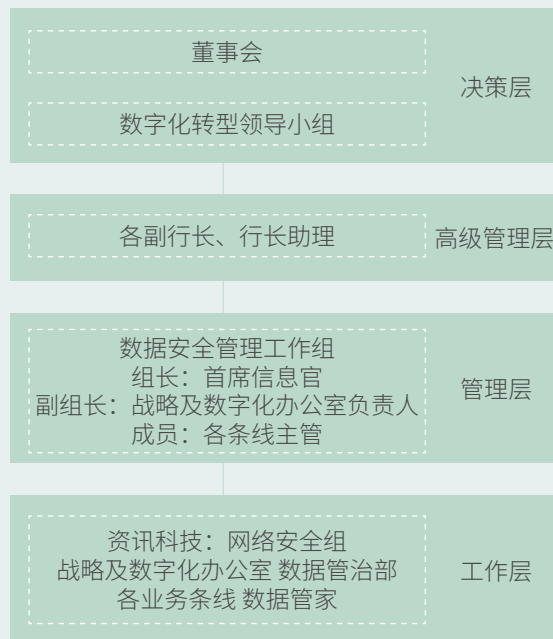 董事会
决策层
数字化转型领导小组
各副行长、行长助理
高级管理层
数据安全管理工作组
组长：首席信息官
副组长：战略及数字化办公室负责人
成员：各条线主管
管理层
资讯科技：网络安全组
战略及数字化办公室 数据管治部
各业务条线 数据管家
工作层